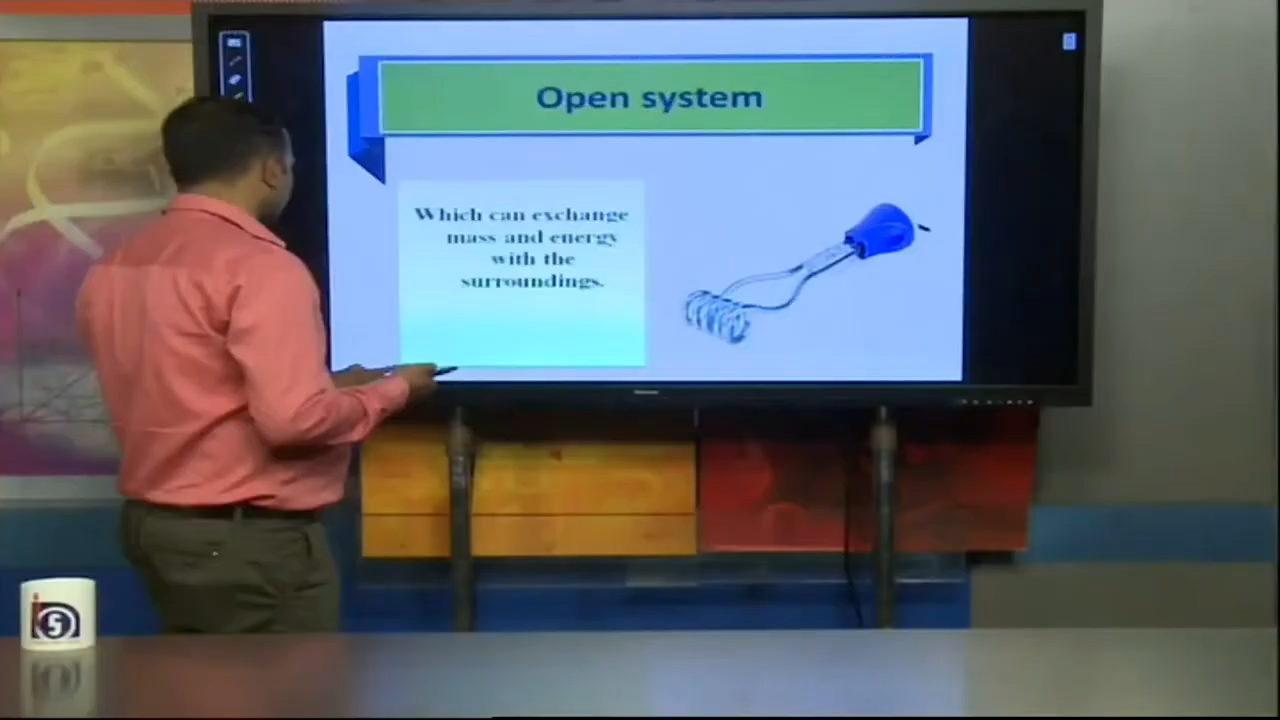 Open system
Which can exchange
mass and energy
with the
surroundings.